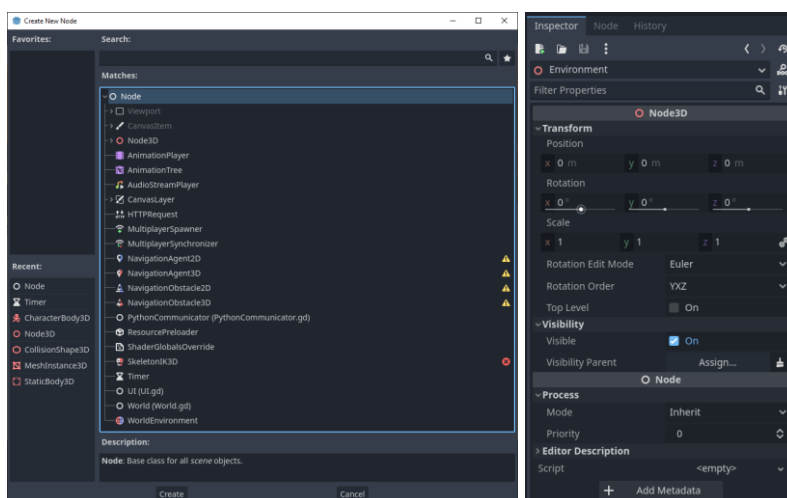 Create New Node
Favorites:
Search:
Matches:
Node
Viewport
CanvasItem
Node3D
AnimationPlayer
AnimationTree
AudioStreamPlayer
CanvasLayer
HTTPRequest
MultiplayerSpawner
MultiplayerSynchronizer
NavigationAgent2D
NavigationAgent3D
NavigationObstacle2D
NavigationObstacle3D
PythonCommunicator (PythonCommunicator.gd)
ResourcePreloader
ShaderGlobalsOverride
SkeletonIK3D
Timer
UI (UI.gd)
World (World.gd)
WorldEnvironment
Recent:
Node
Timer
CharacterBody3D
Node3D
CollisionShape3D
MeshInstance3D
StaticBody3D
Description:
Node: Base class for all scene objects.
Create Cancel
Inspector Node History
Environment
Filter Properties
Node3D
Transform
Position
x 0 m y 0 m z 0 m
Rotation
x 0° y 0° z 0°
Scale
x 1 y 1 z 1
Rotation Edit Mode Euler
Rotation Order YXZ
Top Level On
Visibility
Visible On
Visibility Parent Assign...
Node
Process
Mode Inherit
Priority 0
Editor Description
Script <empty>
+ Add Metadata